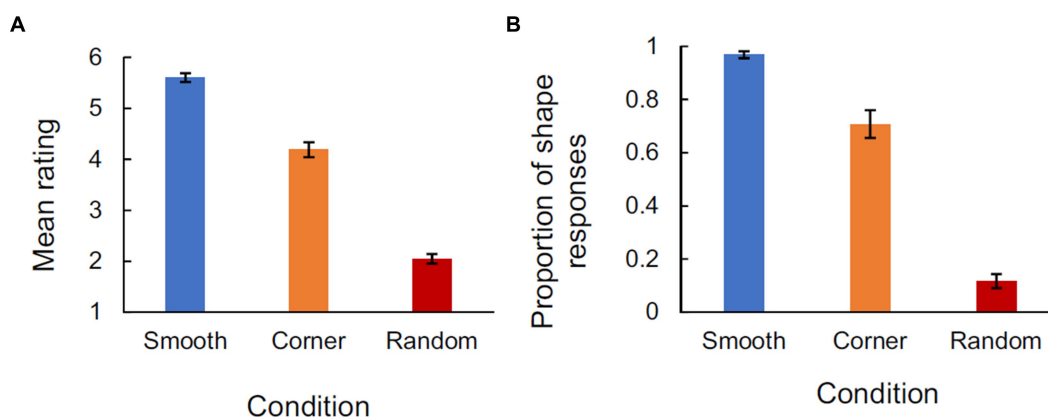 A
Mean rating
6
5
4
3
2
1
Smooth Corner Random
Condition
B
Proportion of shape
responses
1
0.8
0.6
0.4
0.2
0
Smooth Corner Random
Condition